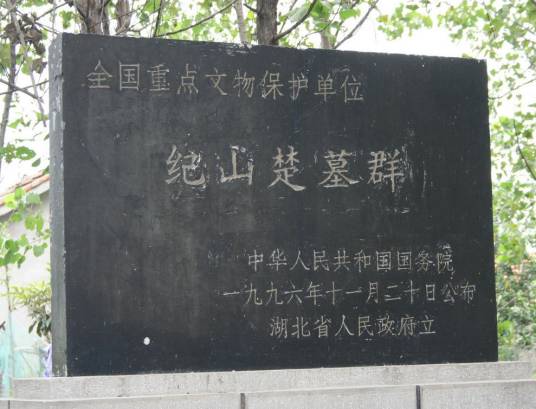 全国重点文物保护单位
纪山楚墓群
中华人民共和国国务院
一九九六年十一月二十日公布
湖北省人民政府立